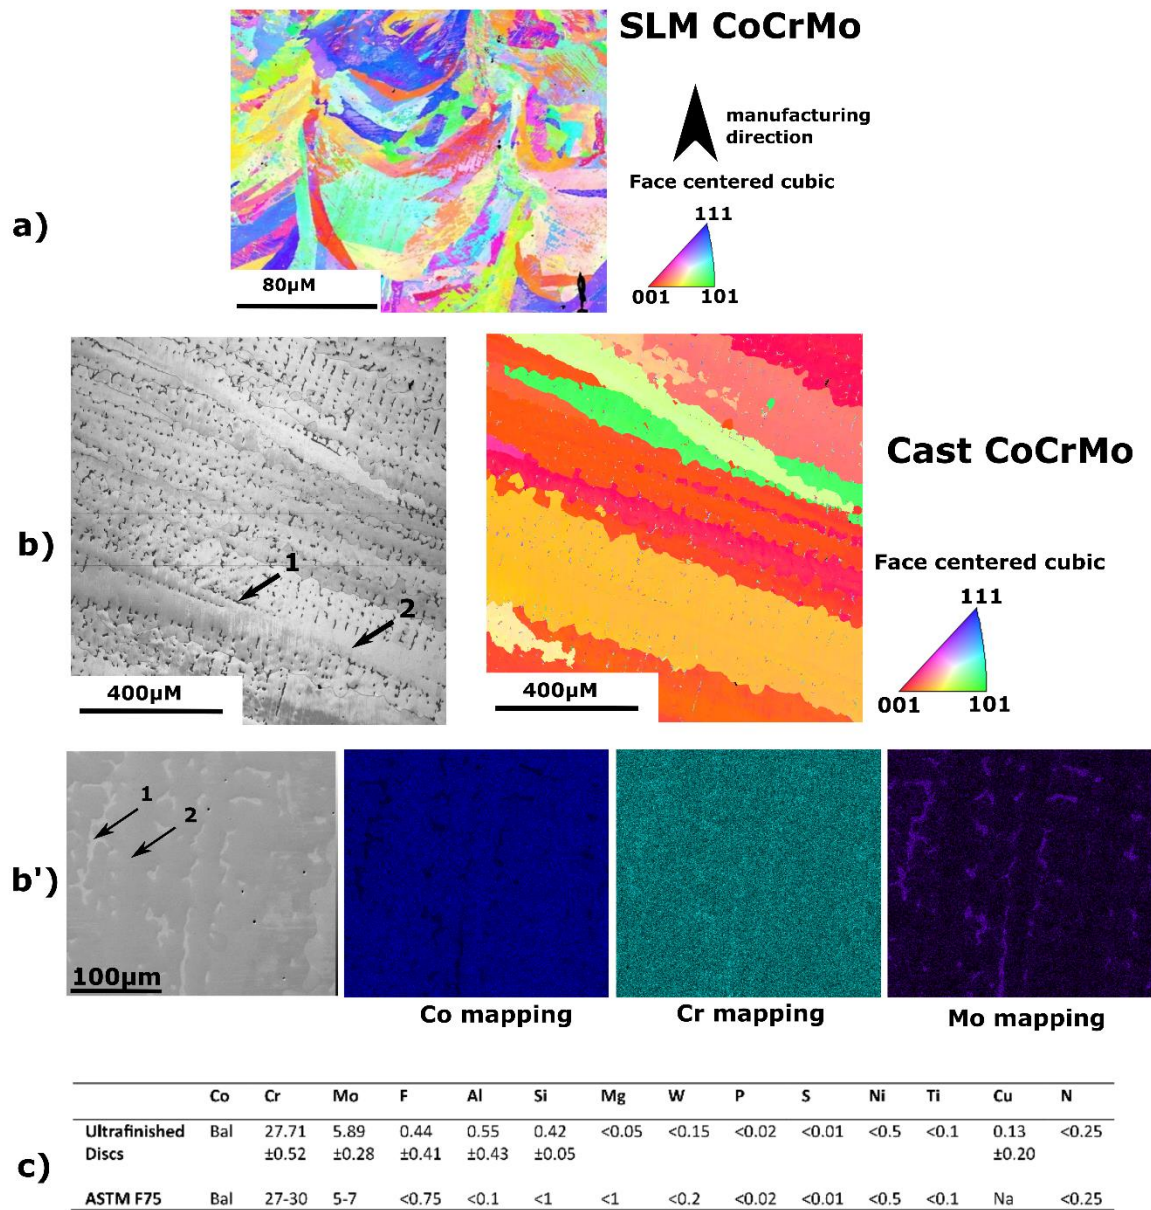 SLM CoCrMo
manufacturing
direction
Face centered cubic
111
001
101
a)
80µM
b)
1
2
400µM
400µM
Cast CoCrMo
Face centered cubic
111
001
101
b')
1
2
100µm
Co mapping
Cr mapping
Mo mapping
c)
Co Cr Mo F Al Si Mg W P S Ni Ti Cu N
Ultrafinished Bal 27.71 5.89 0.44 0.55 0.42 <0.05 <0.15 <0.02 <0.01 <0.5 <0.1 0.13 <0.25
Discs ±0.52 ±0.28 ±0.41 ±0.43 ±0.05 ±0.20
ASTM F75 Bal 27-30 5-7 <0.75 <0.1 <1 <1 <0.2 <0.02 <0.01 <0.5 <0.1 Na <0.25